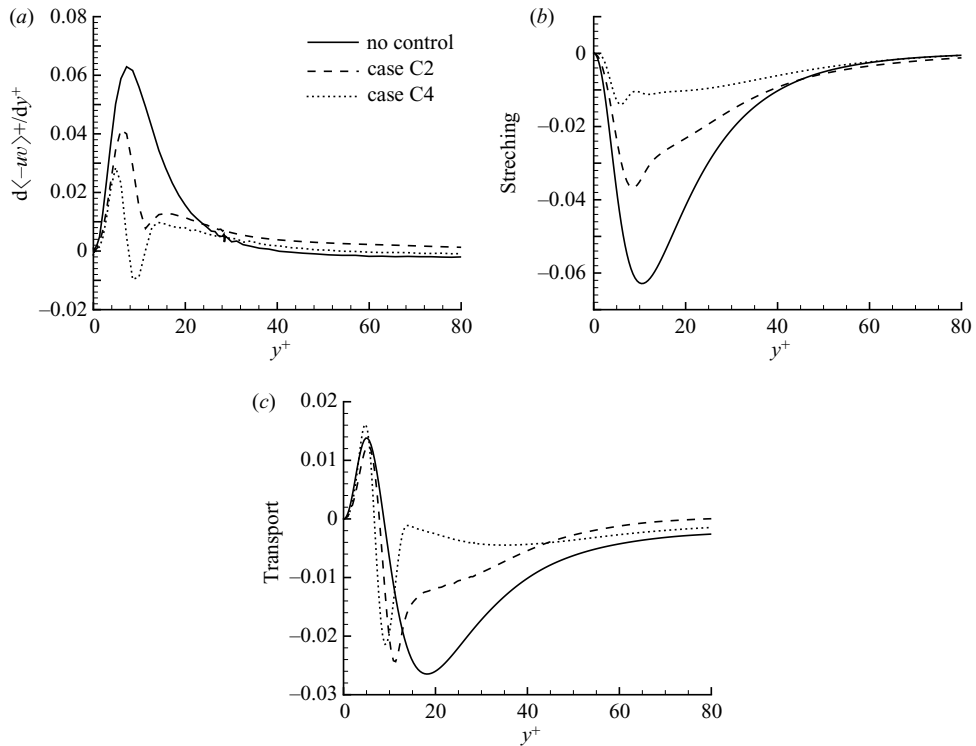 (a)
0.08
0.06
0.04
0.02
0
–0.02
d⟨–uv⟩+/dy⁺
0 20 40 60 80
y⁺
no control
case C2
case C4
(b)
0
–0.02
–0.04
–0.06
Streching
0 20 40 60 80
y⁺
(c)
0.02
0.01
0
–0.01
–0.02
–0.03
Transport
0 20 40 60 80
y⁺